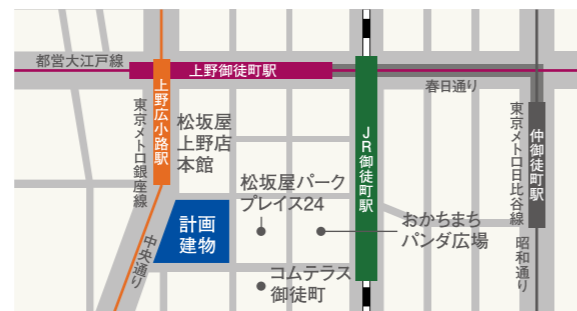 都営大江戸線
上野御徒町駅
春日通り
上野広小路駅
東京メトロ銀座線
松坂屋
上野店
本館
JR御徒町駅
仲御徒町駅
東京メトロ日比谷線
松坂屋パーク
プレイス24
計画
建物
おかちまち
パンダ広場
中央通り
昭和通り
コムテラス
御徒町